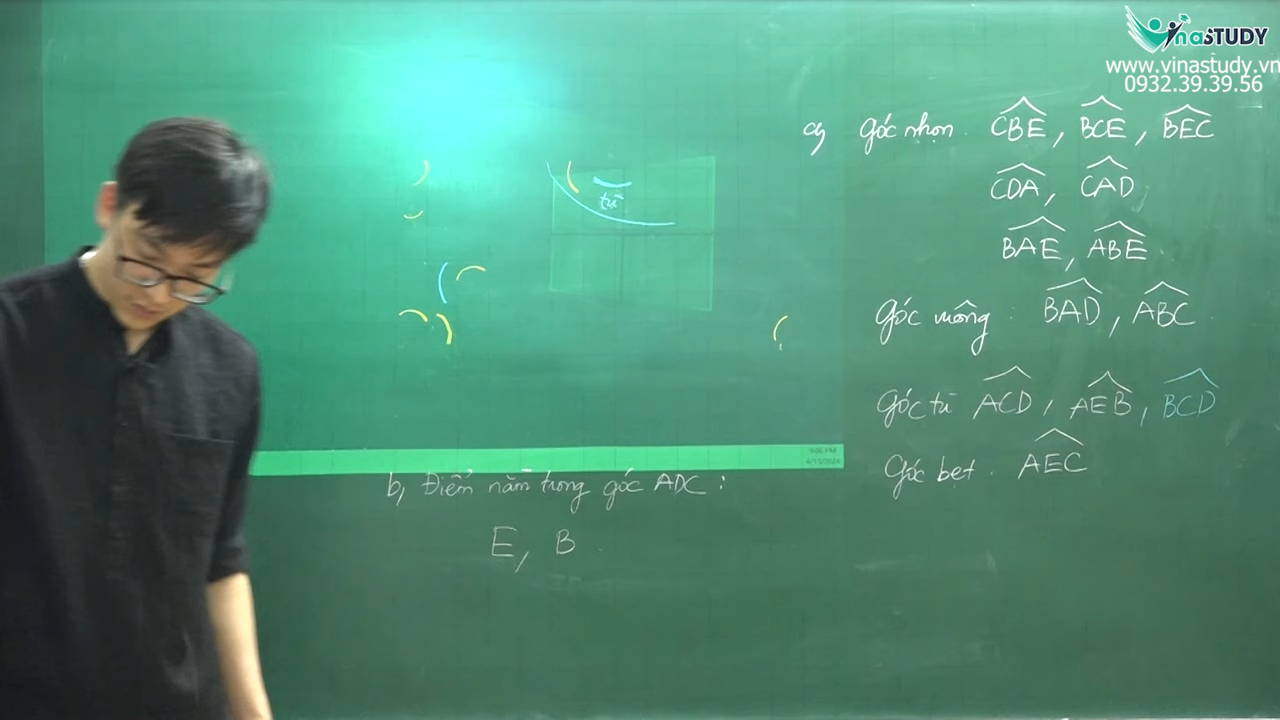 VinaSTUDY
www.vinastudy.vn
0932.39.39.56
a, Góc nhọn. CBE, BCE, BEC
CDA, CAD
BAE, ABE.
Góc vuông: BAD, ABC
Góc tù ACD, AEB, BCD
Góc bẹt. AEC
tù
b, Điểm nằm trong góc ADC:
E, B